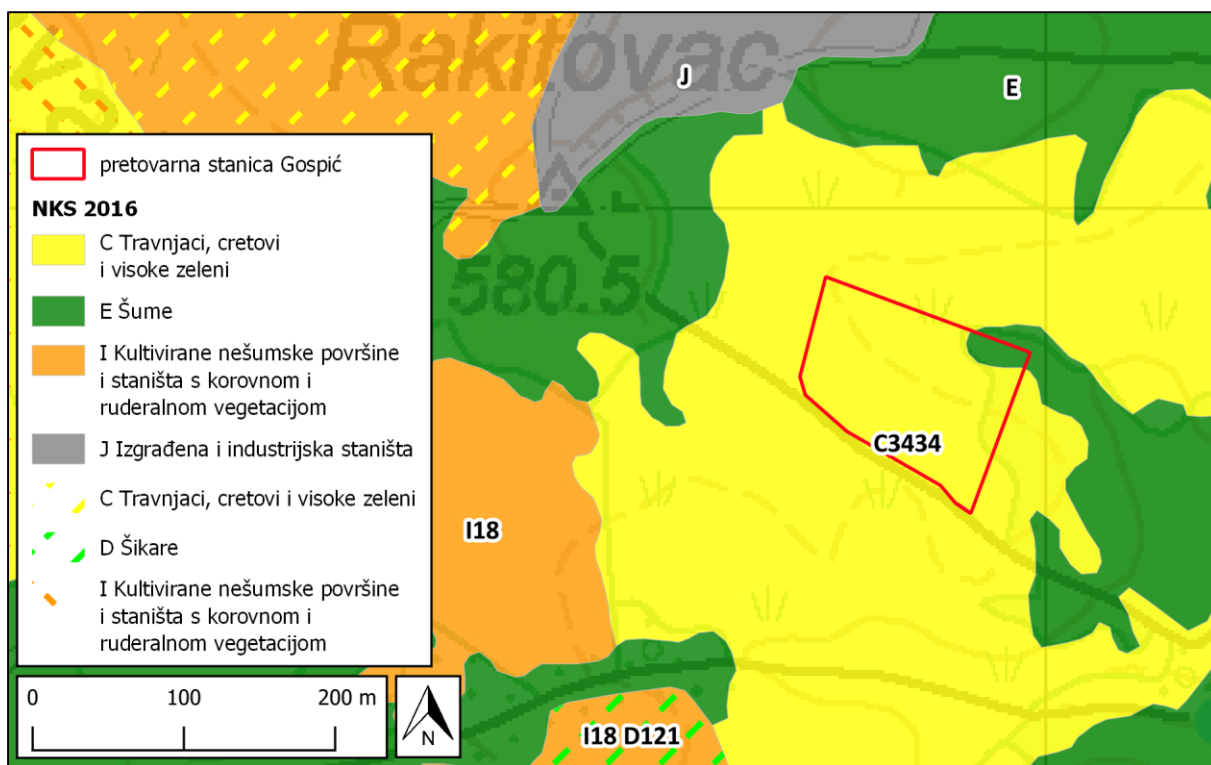 Rakitovac
J
E
pretovarna stanica Gospić
NKS 2016
C Travnjaci, cretovi
i visoke zeleni
E Šume
I Kultivirane nešumske površine
i staništa s korovnom i
ruderalnom vegetacijom
J Izgrađena i industrijska staništa
C Travnjaci, cretovi i visoke zeleni
D Šikare
I Kultivirane nešumske površine
i staništa s korovnom i
ruderalnom vegetacijom
580.5
C3434
I18
I18 D121
0 100 200 m
N